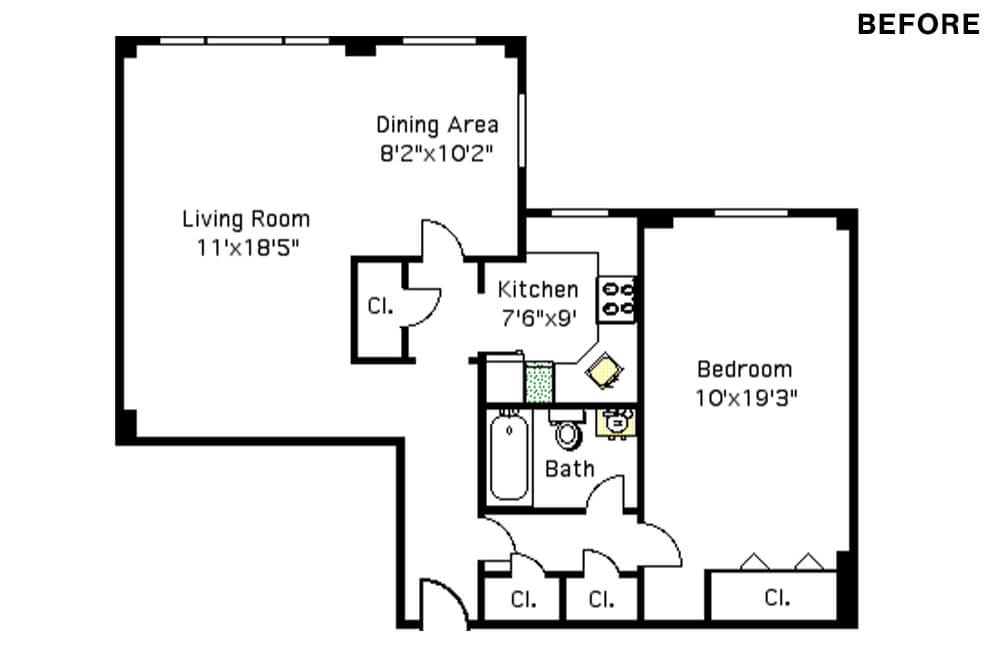 BEFORE
Dining Area
8'2"x10'2"
Living Room
11'x18'5"
Cl.
Kitchen
7'6"x9'
Bedroom
10'x19'3"
Bath
Cl.
Cl.
Cl.